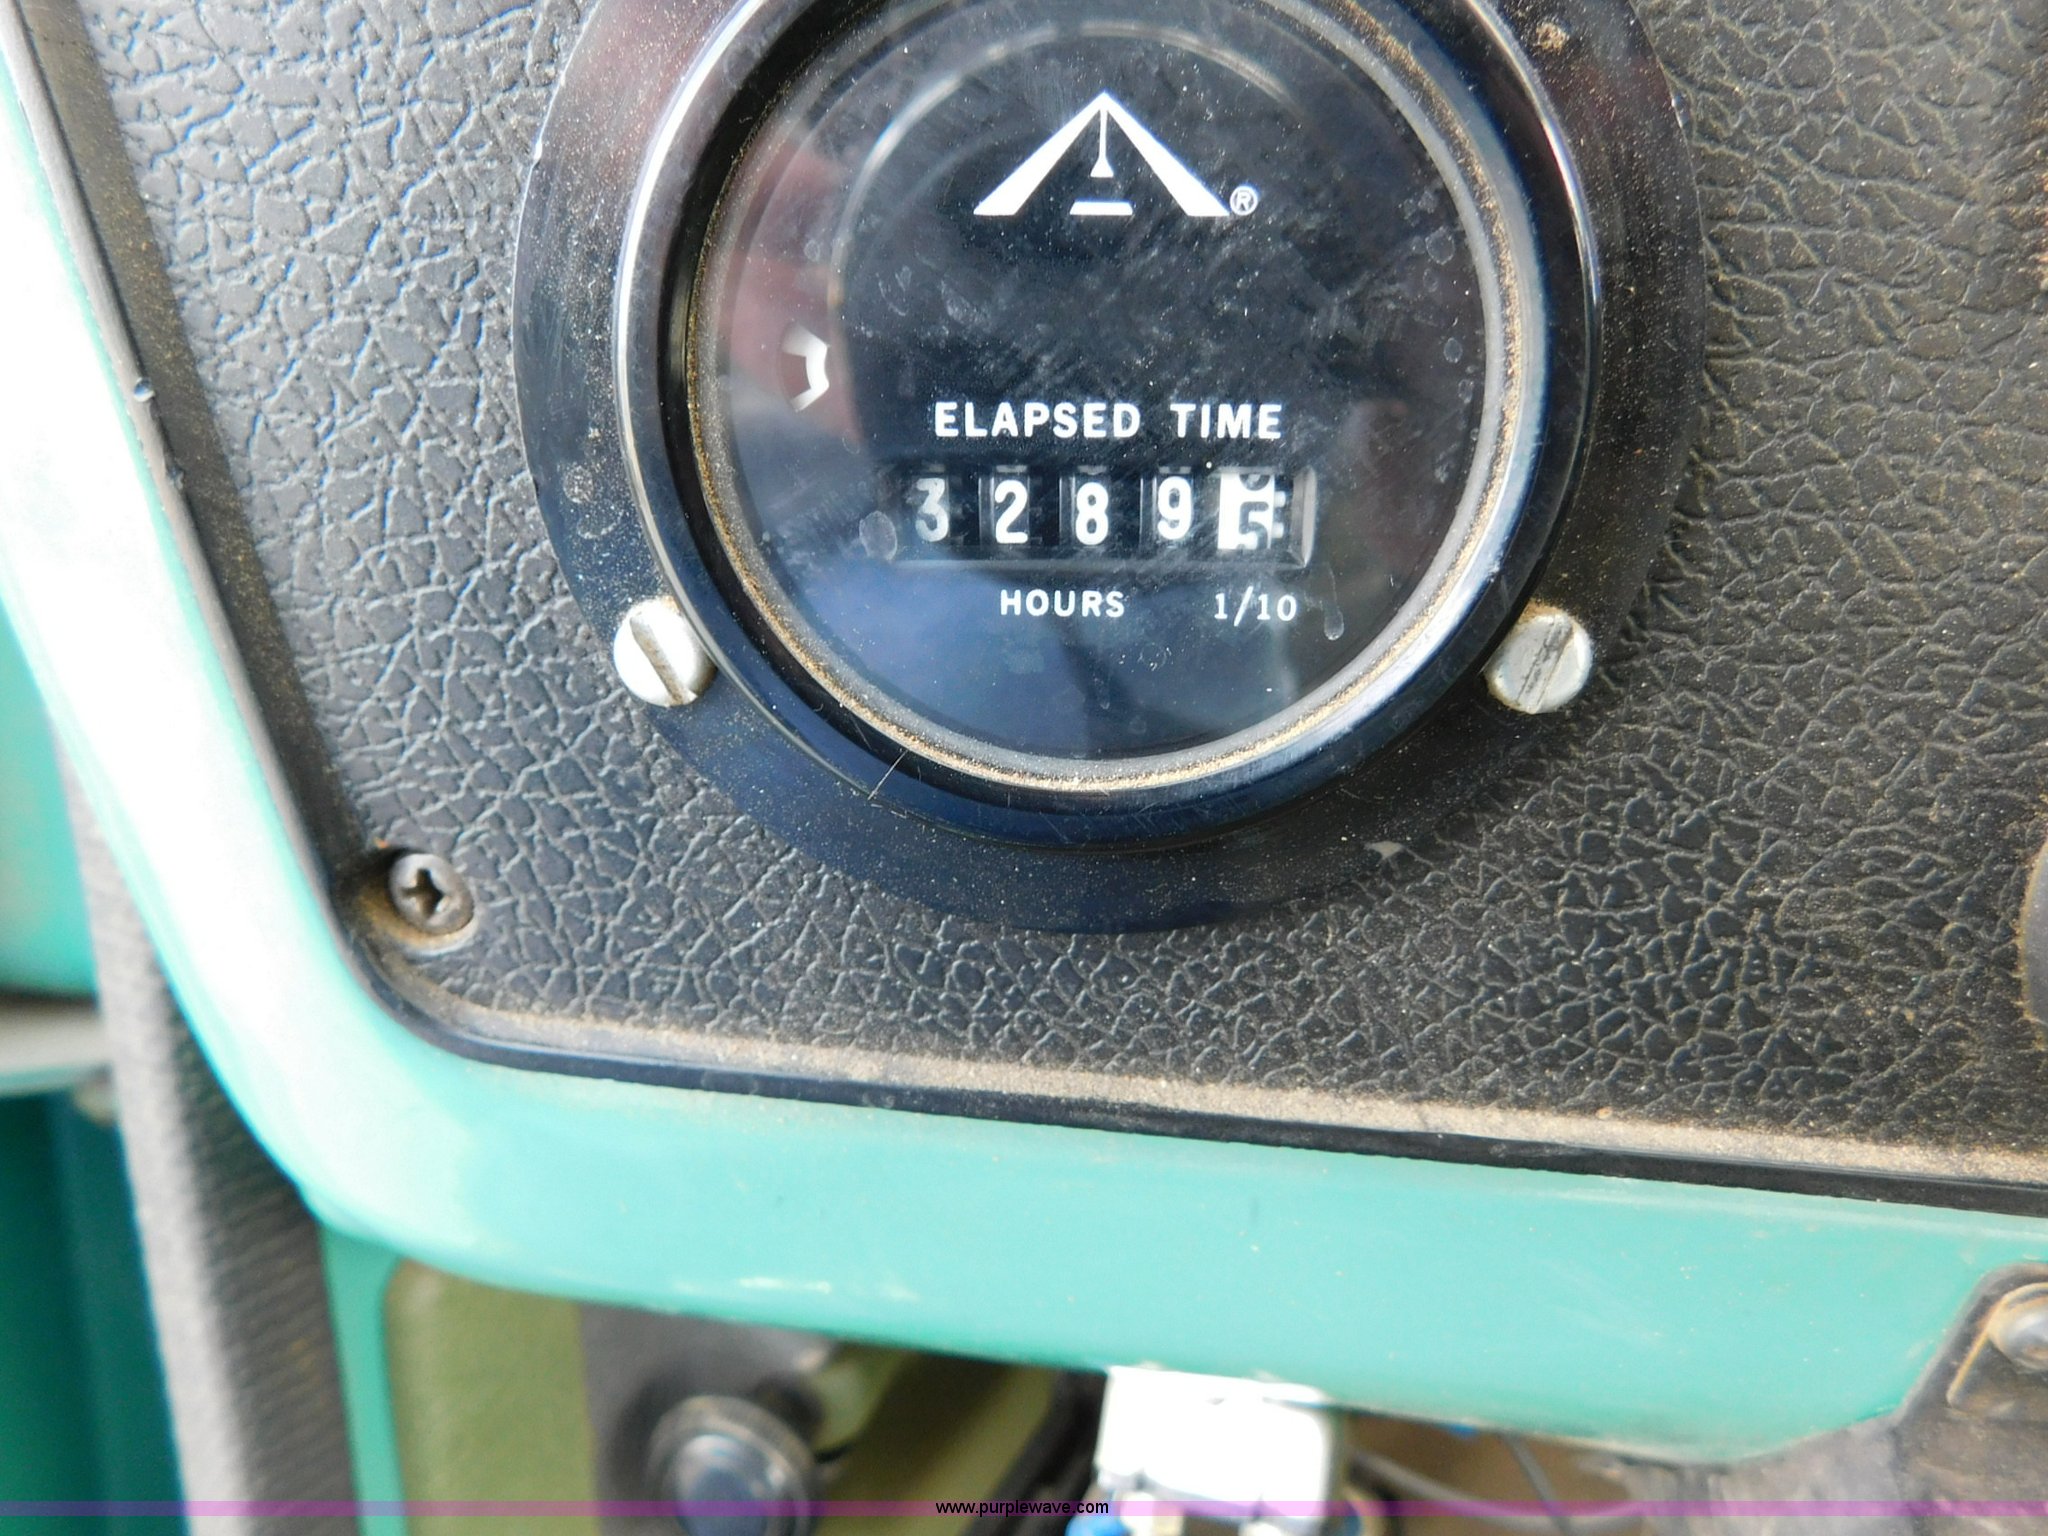 ®
ELAPSED TIME
3 2 8 9 5
HOURS 1/10
www.purplewave.com